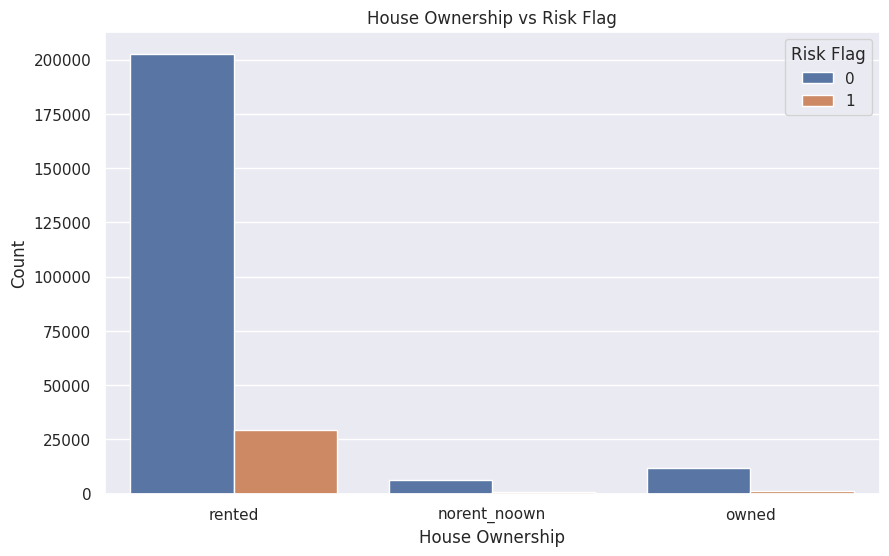 House Ownership vs Risk Flag
Risk Flag
0
1
Count
200000
175000
150000
125000
100000
75000
50000
25000
0
rented
norent_noown
owned
House Ownership